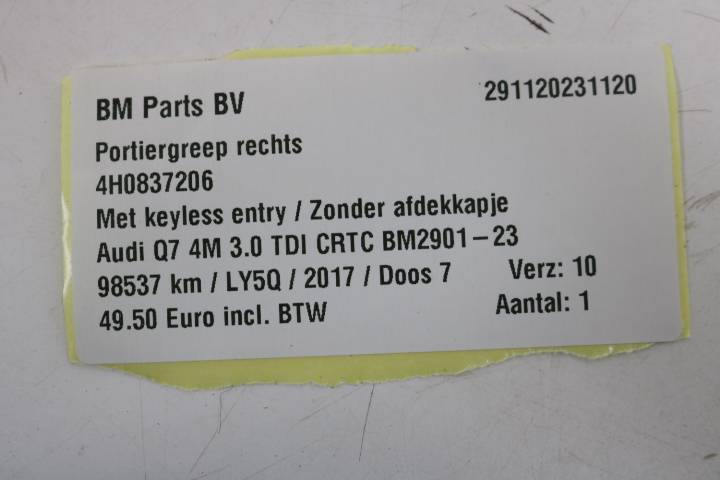 BM Parts BV 291120231120
Portiergreep rechts
4H0837206
Met keyless entry / Zonder afdekkapje
Audi Q7 4M 3.0 TDI CRTC BM2901-23
98537 km / LY5Q / 2017 / Doos 7 Verz: 10
49.50 Euro incl. BTW Aantal: 1